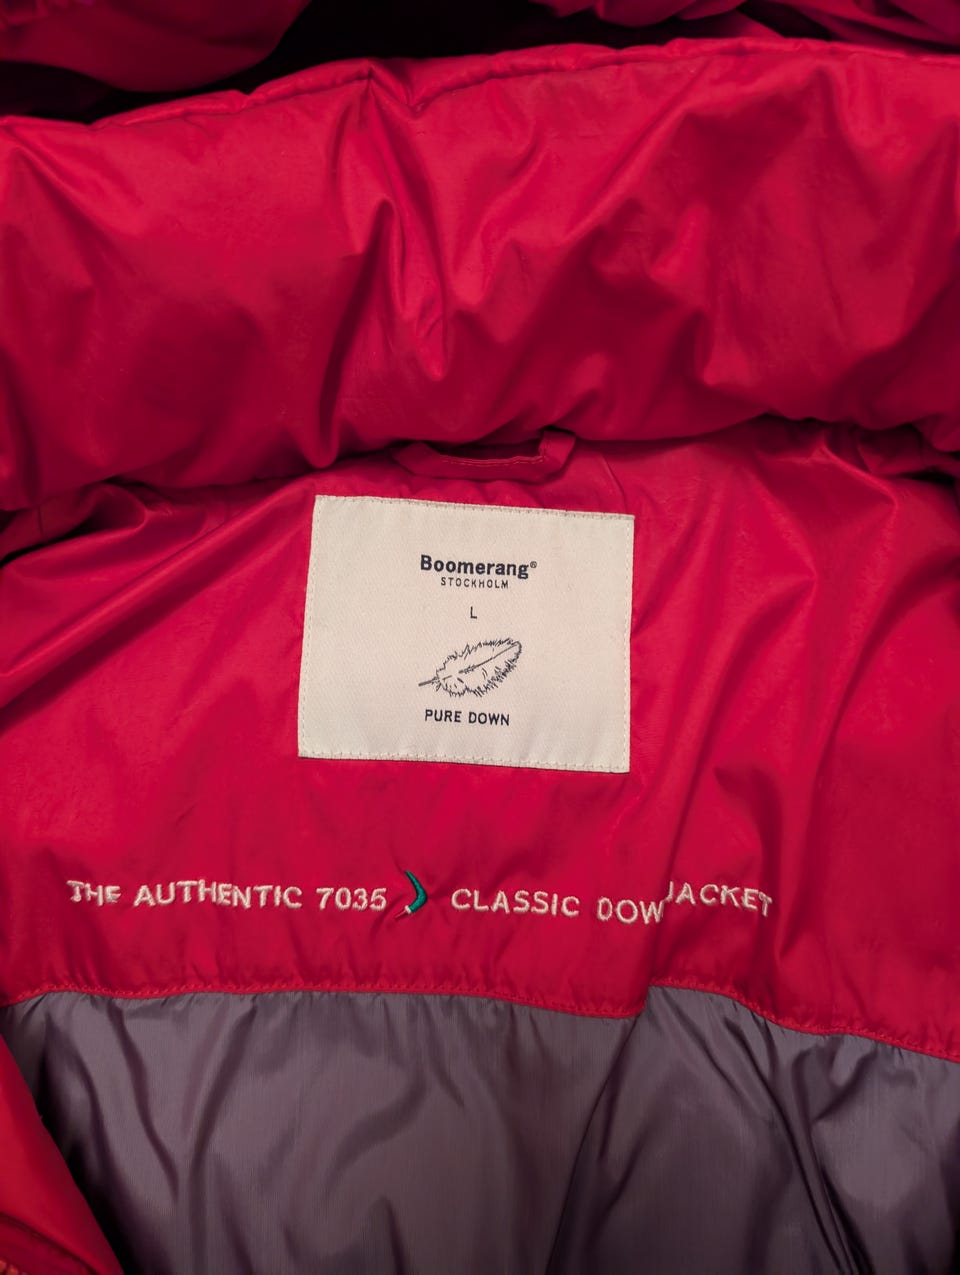 Boomerang®
STOCKHOLM
L
PURE DOWN
THE AUTHENTIC 7035 CLASSIC DOW JACKET